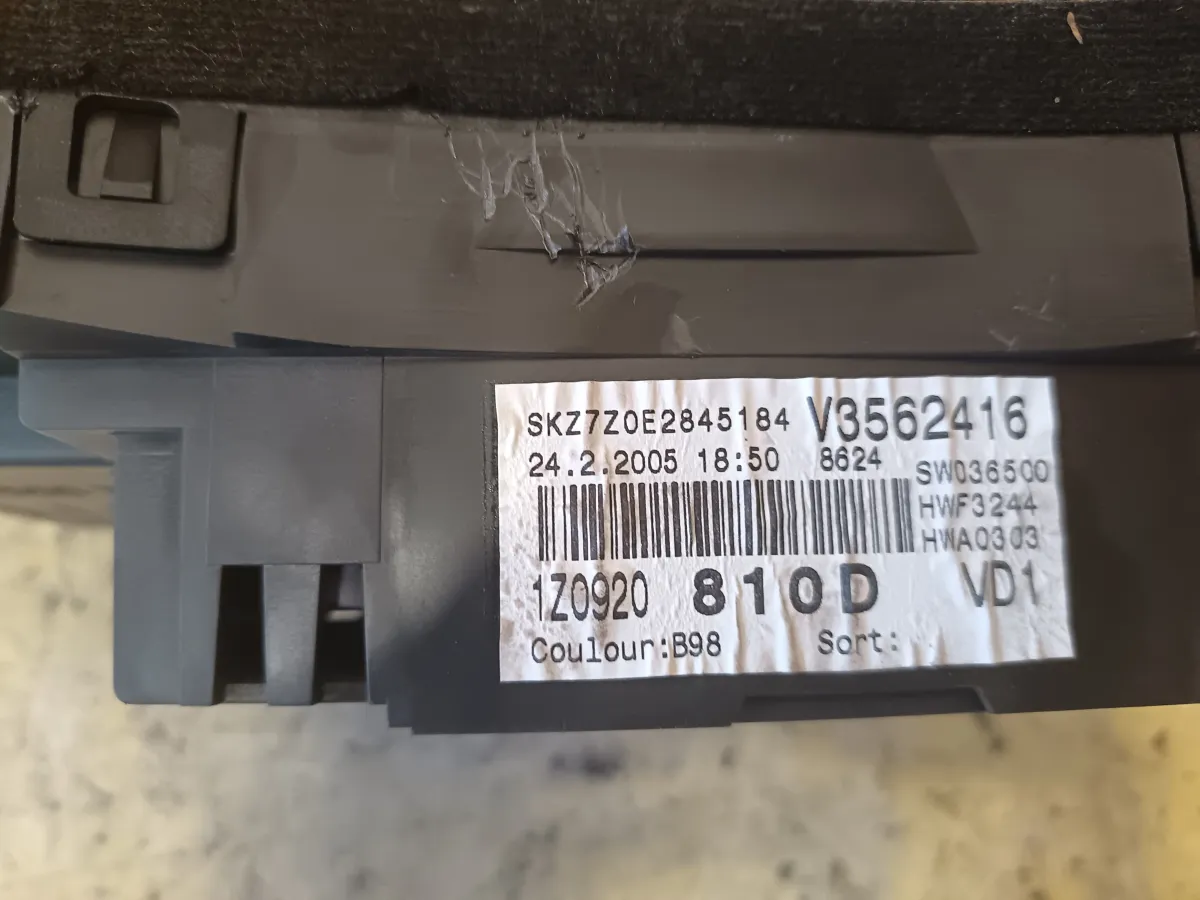 SKZ7Z0E2845184 V3562416
24.2.2005 18:50 8624 SW036500
HWF3244
HWA0303
1Z0920 810D VD1
Coulour:B98 Sort: